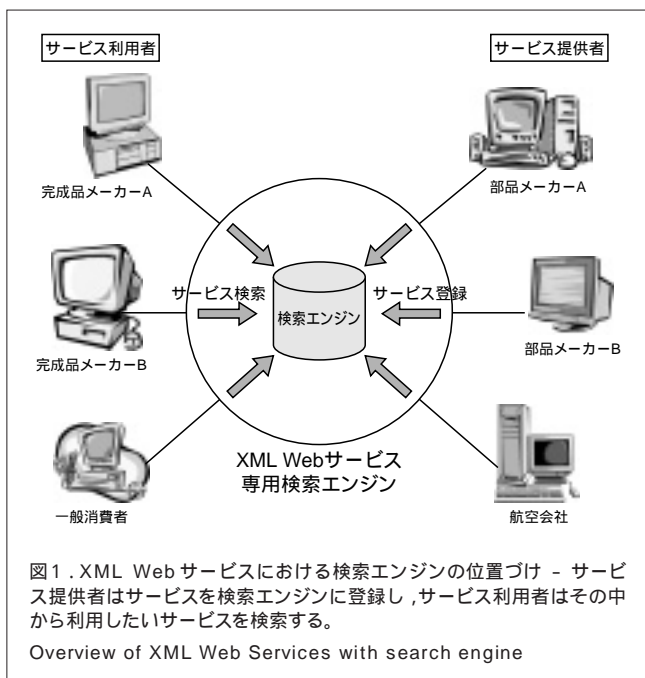 サービス利用者
サービス提供者
完成品メーカーA
部品メーカーA
サービス検索
検索エンジン
サービス登録
完成品メーカーB
部品メーカーB
XML Webサービス
専用検索エンジン
一般消費者
航空会社
図1．XML Webサービスにおける検索エンジンの位置づけ － サービ
ス提供者はサービスを検索エンジンに登録し，サービス利用者はその中
から利用したいサービスを検索する。
Overview of XML Web Services with search engine